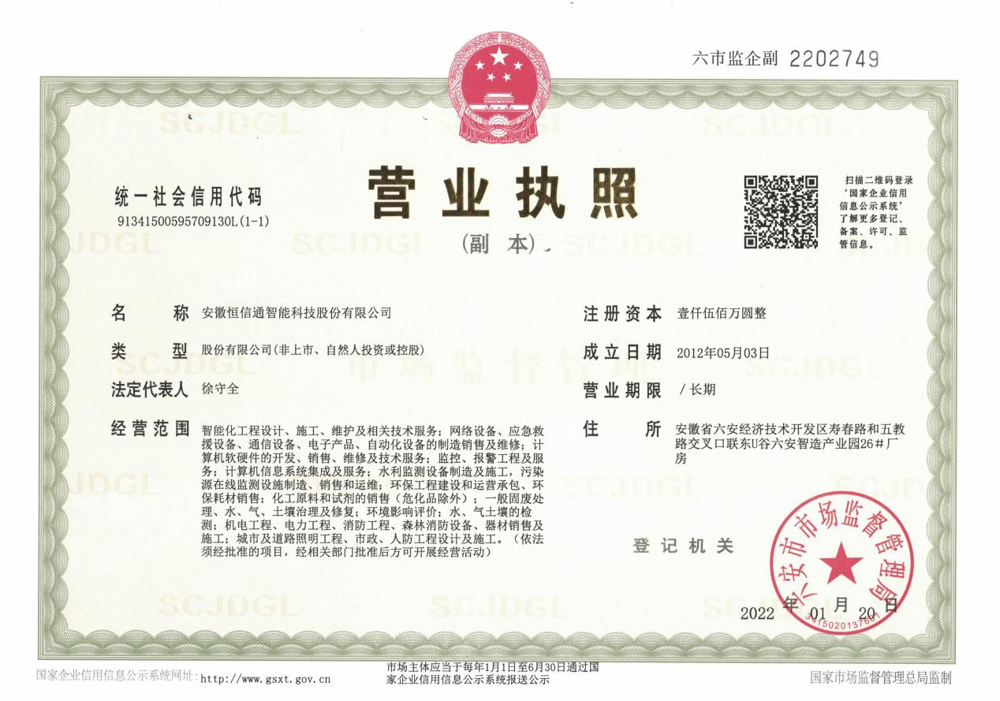 六市监企副 2202749
营业执照
(副 本)
统一社会信用代码
91341500595709130L(1-1)
扫描二维码登录
‘国家企业信用
信息公示系统’
了解更多登记、
备案、许可、监
管信息。
名 称 安徽恒信通智能科技股份有限公司
类 型 股份有限公司(非上市、自然人投资或控股)
法定代表人 徐守全
经营范围 智能化工程设计、施工、维护及相关技术服务；网络设备、应急救
援设备、通信设备、电子产品、自动化设备的制造销售及维修；计
算机软硬件的开发、销售、维修及技术服务；监控、报警工程及服
务；计算机信息系统集成及服务；水利监测设备制造及施工，污染
源在线监测设施制造、销售和运维；环保工程建设和运营承包、环
保耗材销售；化工原料和试剂的销售（危化品除外）；一般固废处
理、水、气、土壤治理及修复；环境影响评价；水、气土壤的检
测；机电工程、电力工程、消防工程、森林消防设备、器材销售及
施工；城市及道路照明工程、市政、人防工程设计及施工。（依法
须经批准的项目，经相关部门批准后方可开展经营活动）
注册资本 壹仟伍佰万圆整
成立日期 2012年05月03日
营业期限 / 长期
住 所 安徽省六安经济技术开发区寿春路和五教
路交叉口联东U谷六安智造产业园26＃厂
房
登记机关
六安市市场监督管理局
2022 年 01 月 20 日
国家企业信用信息公示系统网址：http://www.gsxt.gov.cn
市场主体应当于每年1月1日至6月30日通过国
家企业信用信息公示系统报送公示
国家市场监督管理总局监制
SCJDGL
市场监督管理